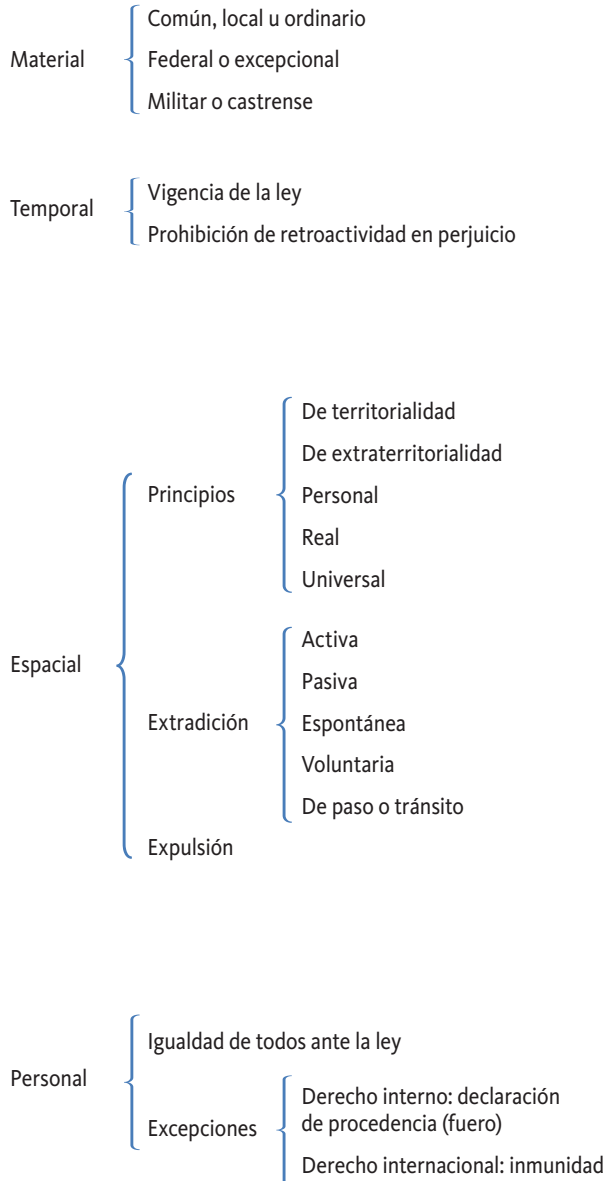 Material
Común, local u ordinario
Federal o excepcional
Militar o castrense
Temporal
Vigencia de la ley
Prohibición de retroactividad en perjuicio
Espacial
Principios
De territorialidad
De extraterritorialidad
Personal
Real
Universal
Extradición
Activa
Pasiva
Espontánea
Voluntaria
De paso o tránsito
Expulsión
Personal
Igualdad de todos ante la ley
Excepciones
Derecho interno: declaración
de procedencia (fuero)
Derecho internacional: inmunidad